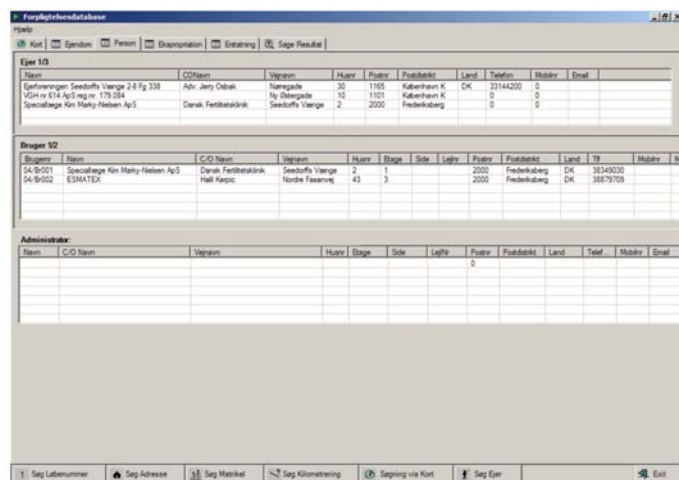 Forpligtelsesdatabase
Hjælp
Kort Ejendom Person Ekspropriation Erstatning Søge Resultat
Ejer 1/3
Navn CONavn Vejnavn Husnr Postnr Postdistrikt Land Telefon Mobilnr Email
Ejerforeningen Seedorffs Vænge 2-8 Fg 338 Adv. Jerry Osbak Nørregade 30 1165 København K DK 33144200 0
VGH nr 614 ApS reg.nr. 179.084 Ny Østergade 10 1101 København K 0 0
Speciallæge Kim Marky-Nielsen ApS Dansk Fertilitetsklinik Seedorffs Vænge 2 2000 Frederiksberg 0 0
Bruger 1/2
Brugernr Navn C/O Navn Vejnavn Husnr Etage Side Lejlnr Postnr Postdistrikt Land Tlf Mobilnr M
04/Br001 Speciallæge Kim Marky-Nielsen ApS Dansk Fertilitetsklinik Seedorffs Vænge 2 1 2000 Frederiksberg DK 38349030
04/Br002 ESMATEX Halil Kerpic Nordre Fasanvej 43 3 2000 Frederiksberg DK 38879709
Administrator:
Navn C/O Navn Vejnavn Husnr Etage Side LejlNr Postnr Postdistrikt Land Telef... Mobilnr Email
0
Søg Løbenummer Søg Adresse Søg Matrikel Søg Kilometrering Søgning via Kort Søg Ejer Exit